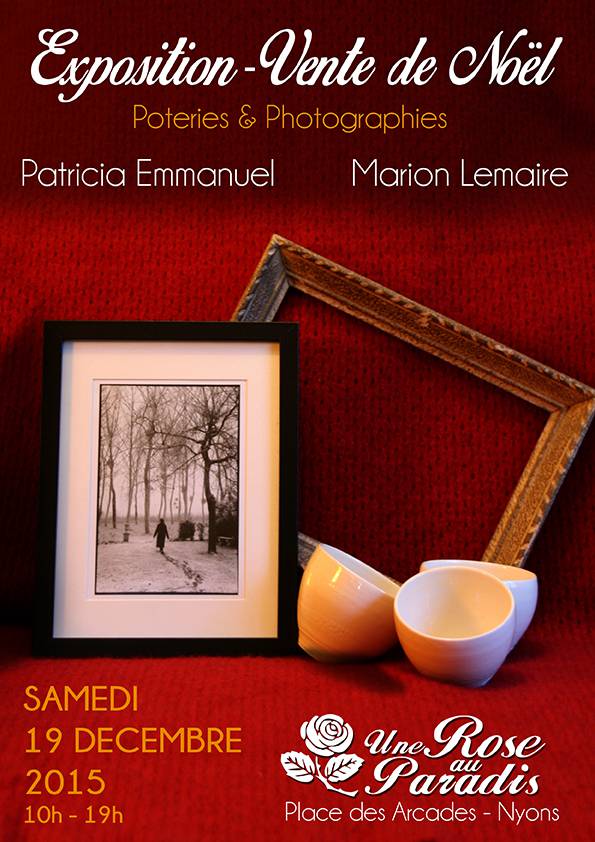 Exposition - Vente de Noël
Poteries & Photographies
Patricia Emmanuel Marion Lemaire
SAMEDI
19 DECEMBRE
2015
10h - 19h
Une Rose
au
Paradis
Place des Arcades - Nyons